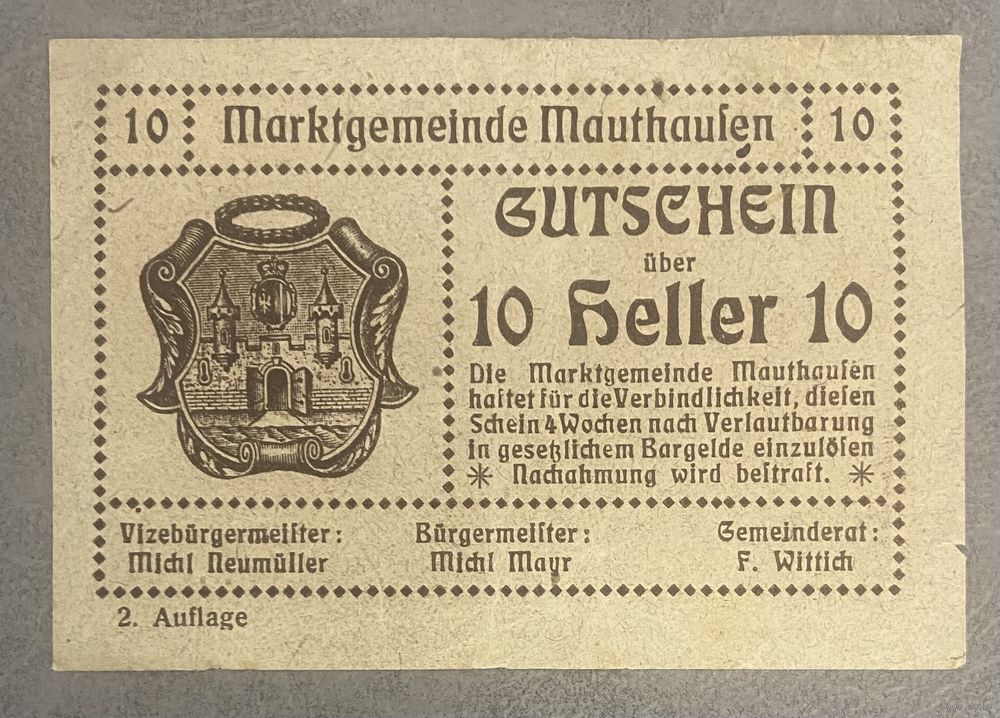 10 Marktgemeinde Mauthauſen 10
GUTSCHEIN
über
10 Heller 10
Die Marktgemeinde Mauthauſen
haftet für die Verbindlichkeit, dieſen
Schein 4 Wochen nach Verlautbarung
in geſetzlichem Bargelde einzulöſen
Nachahmung wird beſtraft.
Vizebürgermeiſter: Bürgermeiſter: Gemeinderat:
Michl Neumüller Michl Mayr F. Wittich
2. Auflage